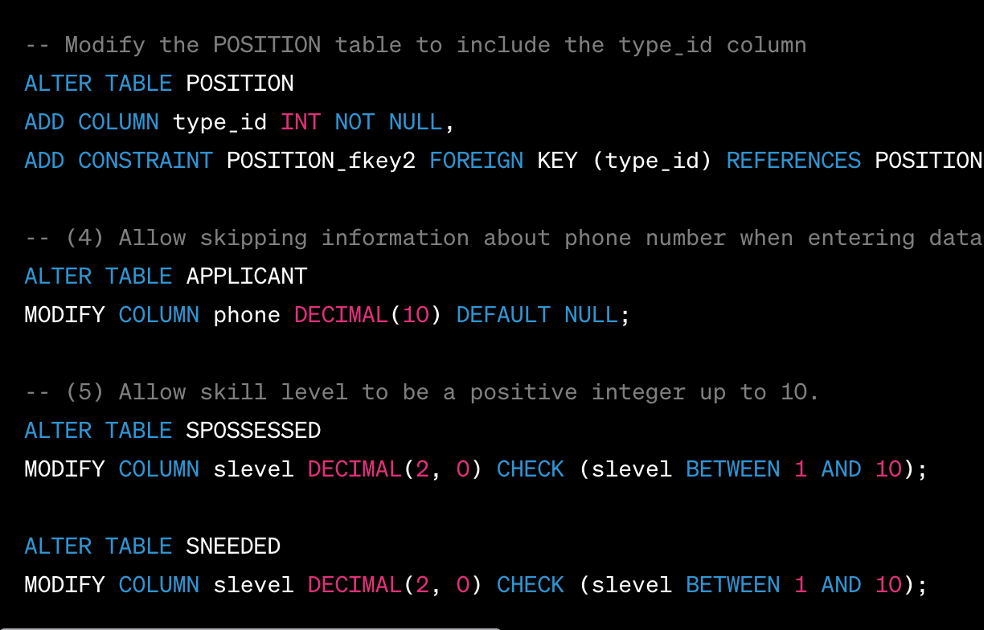 -- Modify the POSITION table to include the type_id column
ALTER TABLE POSITION
ADD COLUMN type_id INT NOT NULL,
ADD CONSTRAINT POSITION_fkey2 FOREIGN KEY (type_id) REFERENCES POSITION
-- (4) Allow skipping information about phone number when entering data
ALTER TABLE APPLICANT
MODIFY COLUMN phone DECIMAL(10) DEFAULT NULL;
-- (5) Allow skill level to be a positive integer up to 10.
ALTER TABLE SPOSSESSED
MODIFY COLUMN slevel DECIMAL(2, 0) CHECK (slevel BETWEEN 1 AND 10);
ALTER TABLE SNEEDED
MODIFY COLUMN slevel DECIMAL(2, 0) CHECK (slevel BETWEEN 1 AND 10);